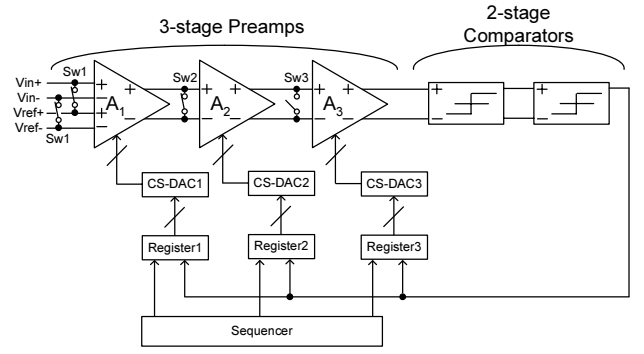 3-stage Preamps
2-stage
Comparators
Vin+
Vin-
Vref+
Vref-
Sw1
Sw1
+
−
+
−
A1
+
−
Sw2
+
−
A2
+
−
Sw3
+
−
A3
+
−
+
−
+
−
CS-DAC1
CS-DAC2
CS-DAC3
Register1
Register2
Register3
Sequencer